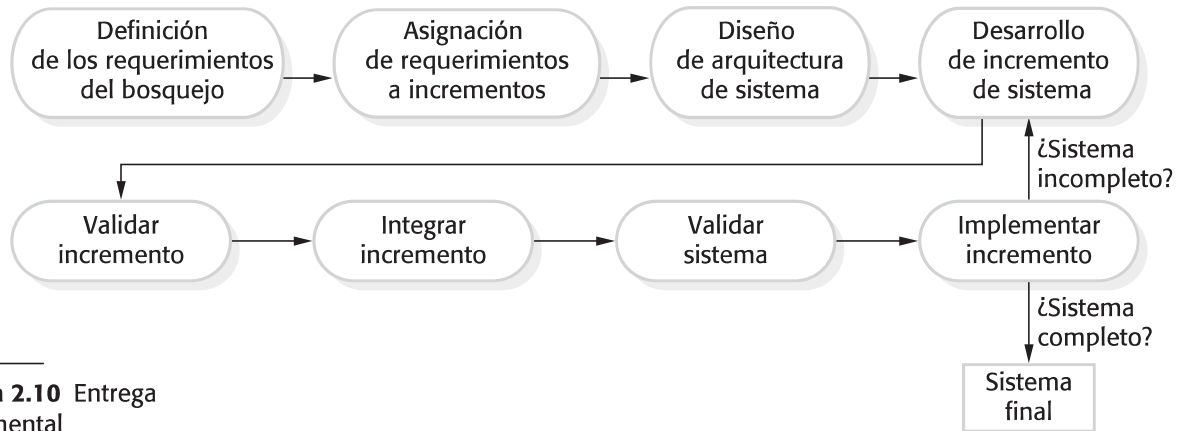 Definición
de los requerimientos
del bosquejo
Asignación
de requerimientos
a incrementos
Diseño
de arquitectura
de sistema
Desarrollo
de incremento
de sistema
¿Sistema
incompleto?
Validar
incremento
Integrar
incremento
Validar
sistema
Implementar
incremento
¿Sistema
completo?
2.10 Entrega
Sistema
final